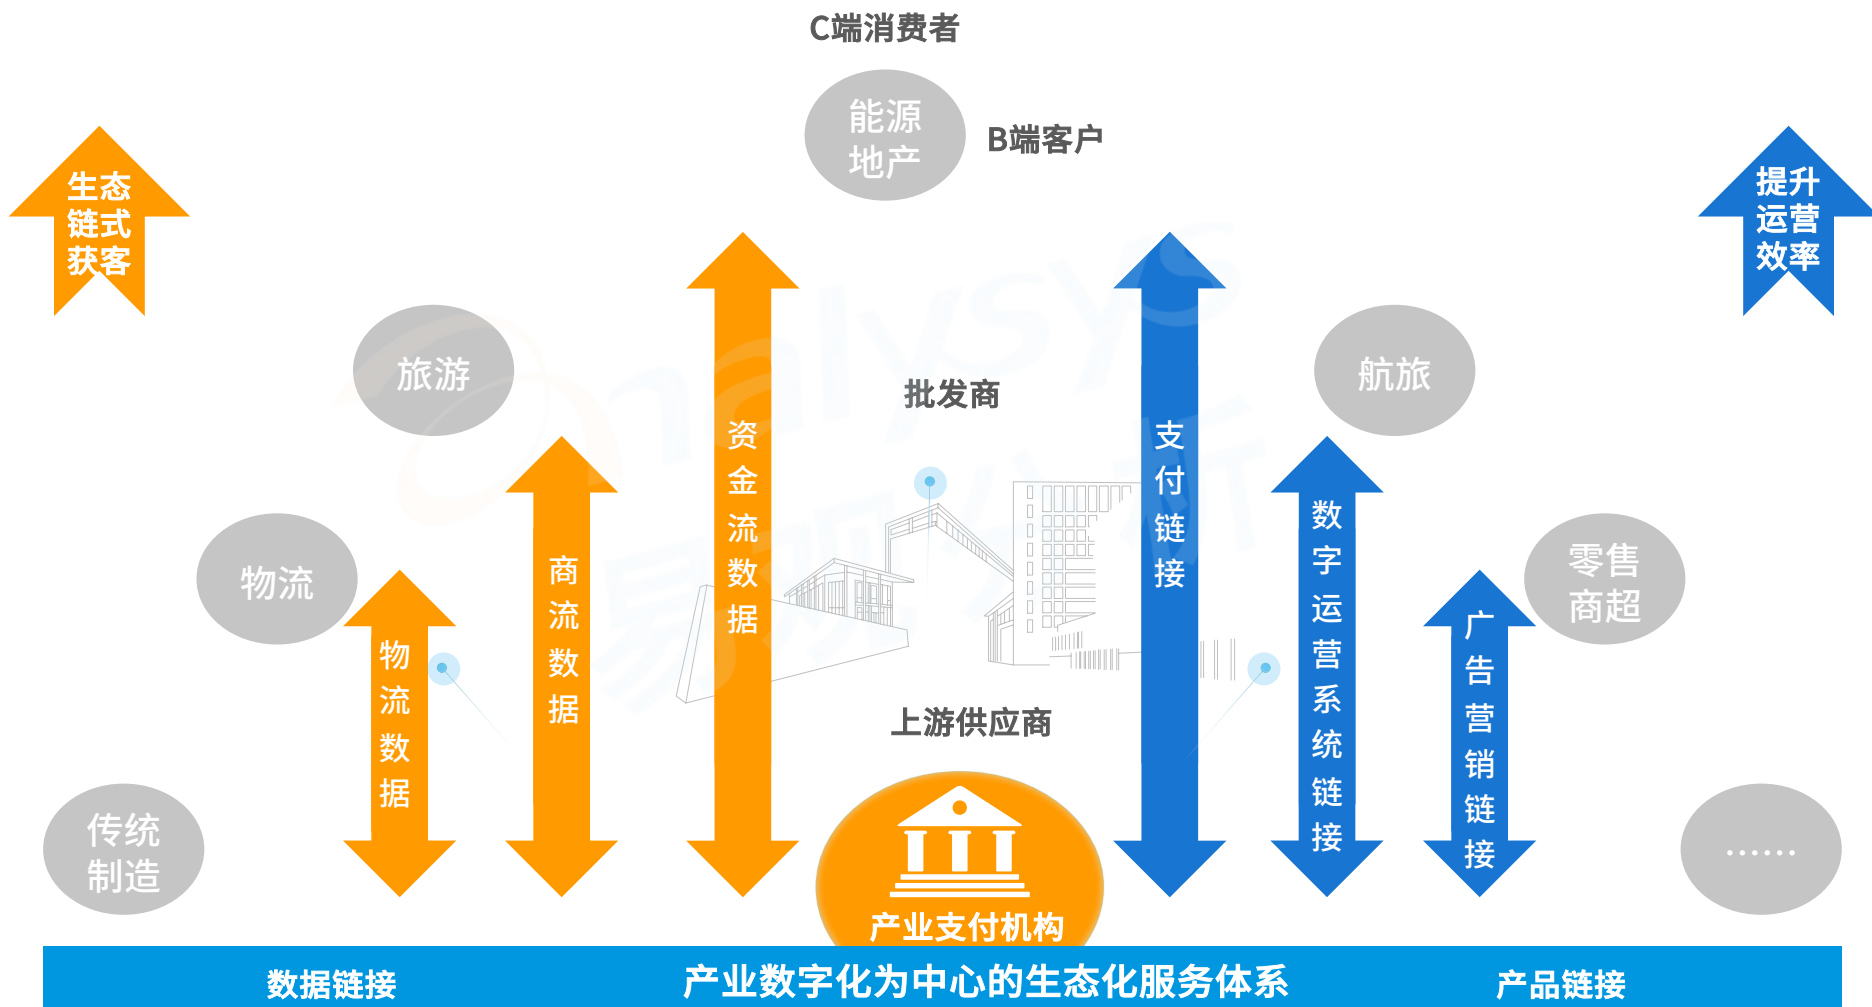 C端消费者
能源
地产
B端客户
生态
链式
获客
提升
运营
效率
旅游
航旅
批发商
资金流数据
支付链接
商流数据
数字运营系统链接
物流
零售
商超
物流数据
广告营销链接
上游供应商
传统
制造
······
产业支付机构
数据链接
产业数字化为中心的生态化服务体系
产品链接
nalysys
易观分析